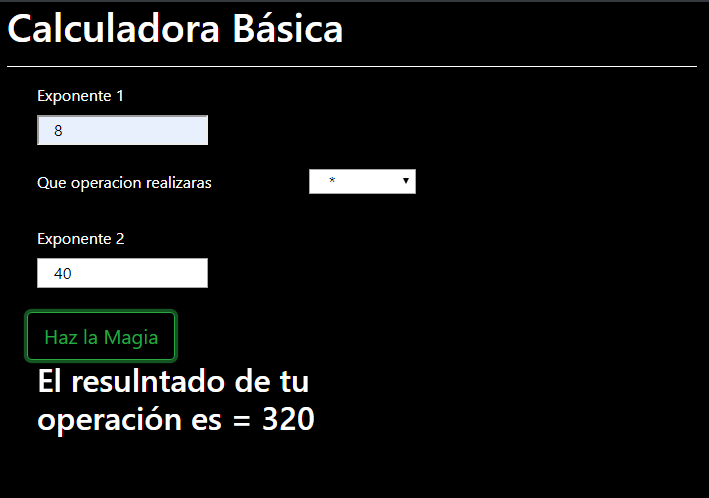 Calculadora Básica
Exponente 1
8
Que operacion realizaras *
Exponente 2
40
Haz la Magia
El resulntado de tu
operación es = 320